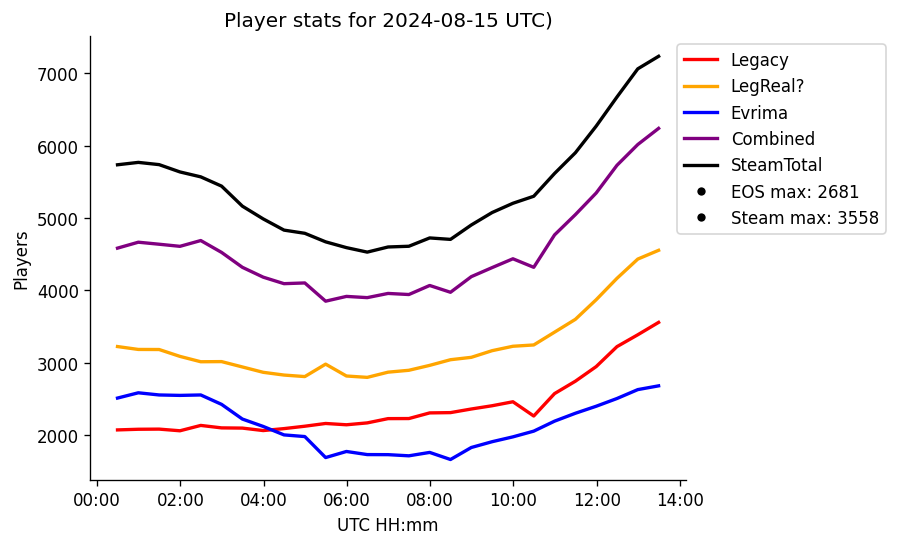 Player stats for 2024-08-15 UTC)
7000
6000
5000
4000
3000
2000
Players
00:00 02:00 04:00 06:00 08:00 10:00 12:00 14:00
UTC HH:mm
Legacy
LegReal?
Evrima
Combined
SteamTotal
EOS max: 2681
Steam max: 3558